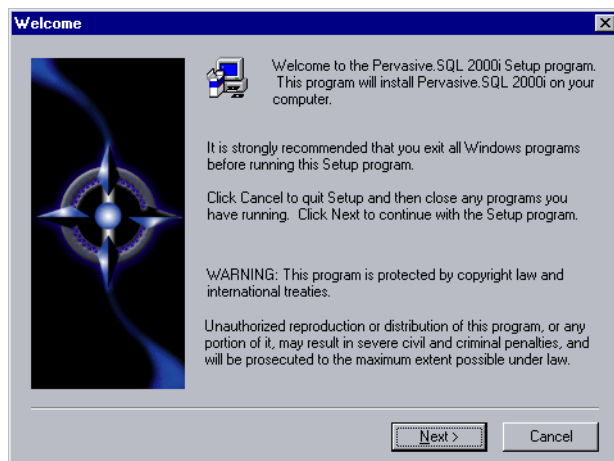 Welcome
Welcome to the Pervasive.SQL 2000i Setup program.
This program will install Pervasive.SQL 2000i on your
computer.
It is strongly recommended that you exit all Windows programs
before running this Setup program.
Click Cancel to quit Setup and then close any programs you
have running.  Click Next to continue with the Setup program.
WARNING: This program is protected by copyright law and
international treaties.
Unauthorized reproduction or distribution of this program, or any
portion of it, may result in severe civil and criminal penalties, and
will be prosecuted to the maximum extent possible under law.
Next >
Cancel